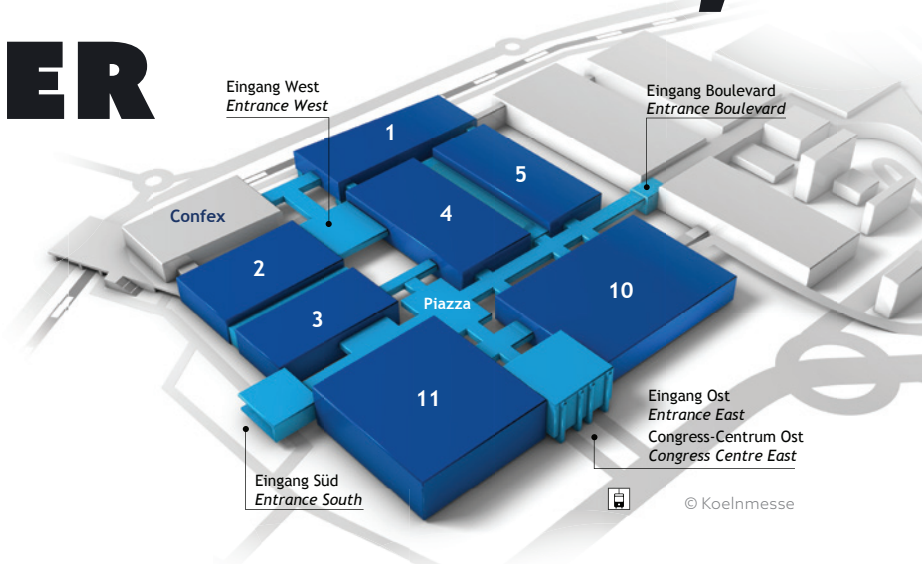 ER
Eingang West
Entrance West
Eingang Boulevard
Entrance Boulevard
1
5
Confex
4
2
10
Piazza
3
11
Eingang Ost
Entrance East
Congress-Centrum Ost
Congress Centre East
Eingang Süd
Entrance South
© Koelnmesse